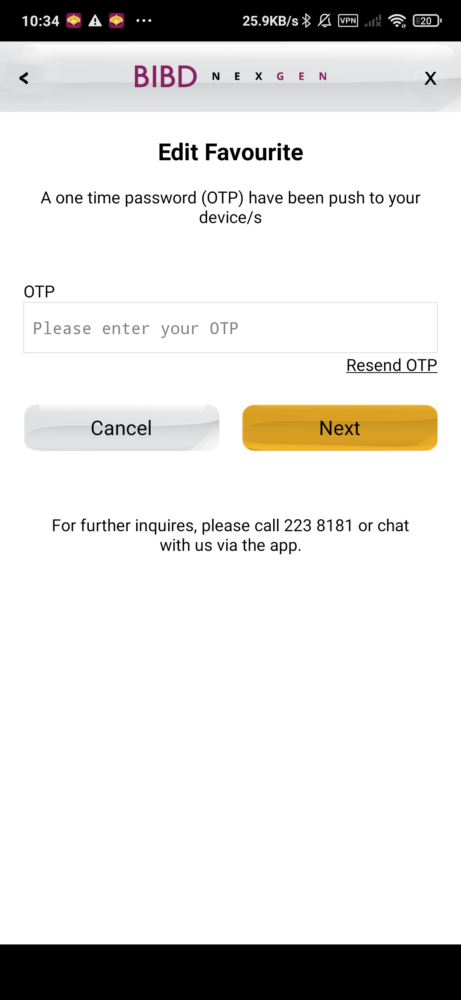 10:34 25.9KB/s VPN 20
< BIBD NEXGEN X
Edit Favourite
A one time password (OTP) have been push to your
device/s
OTP
Please enter your OTP
Resend OTP
Cancel Next
For further inquires, please call 223 8181 or chat
with us via the app.